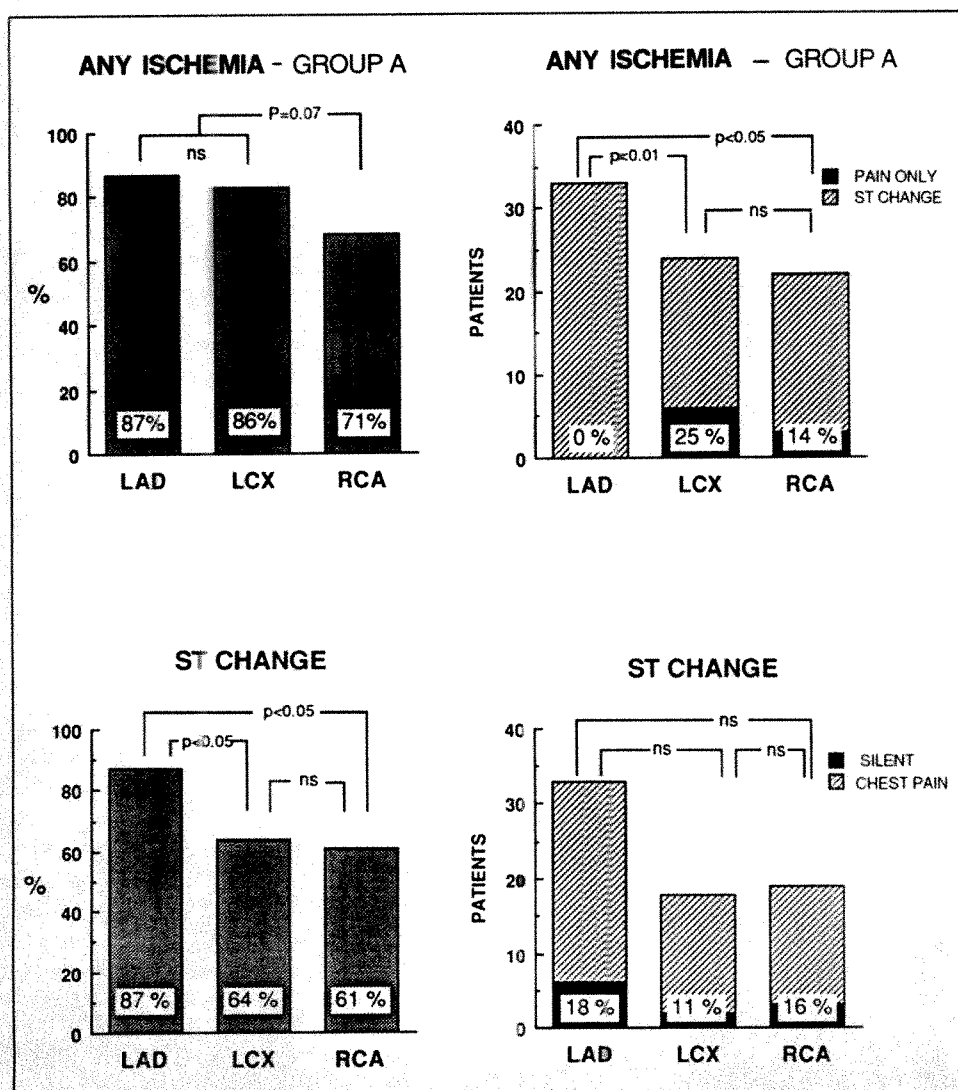 ANY ISCHEMIA - GROUP A
P=0.07
ns
100
80
60
%
40
20
0
87%
86%
71%
LAD LCX RCA
ANY ISCHEMIA – GROUP A
40
p<0.05
p<0.01
PAIN ONLY
ST CHANGE
30
ns
PATIENTS
20
10
0
0 %
25 %
14 %
LAD LCX RCA
ST CHANGE
p<0.05
100
p<0.05
ns
80
60
%
40
20
0
87 %
64 %
61 %
LAD LCX RCA
ST CHANGE
ns
40
ns
ns
SILENT
CHEST PAIN
30
PATIENTS
20
10
0
18 %
11 %
16 %
LAD LCX RCA